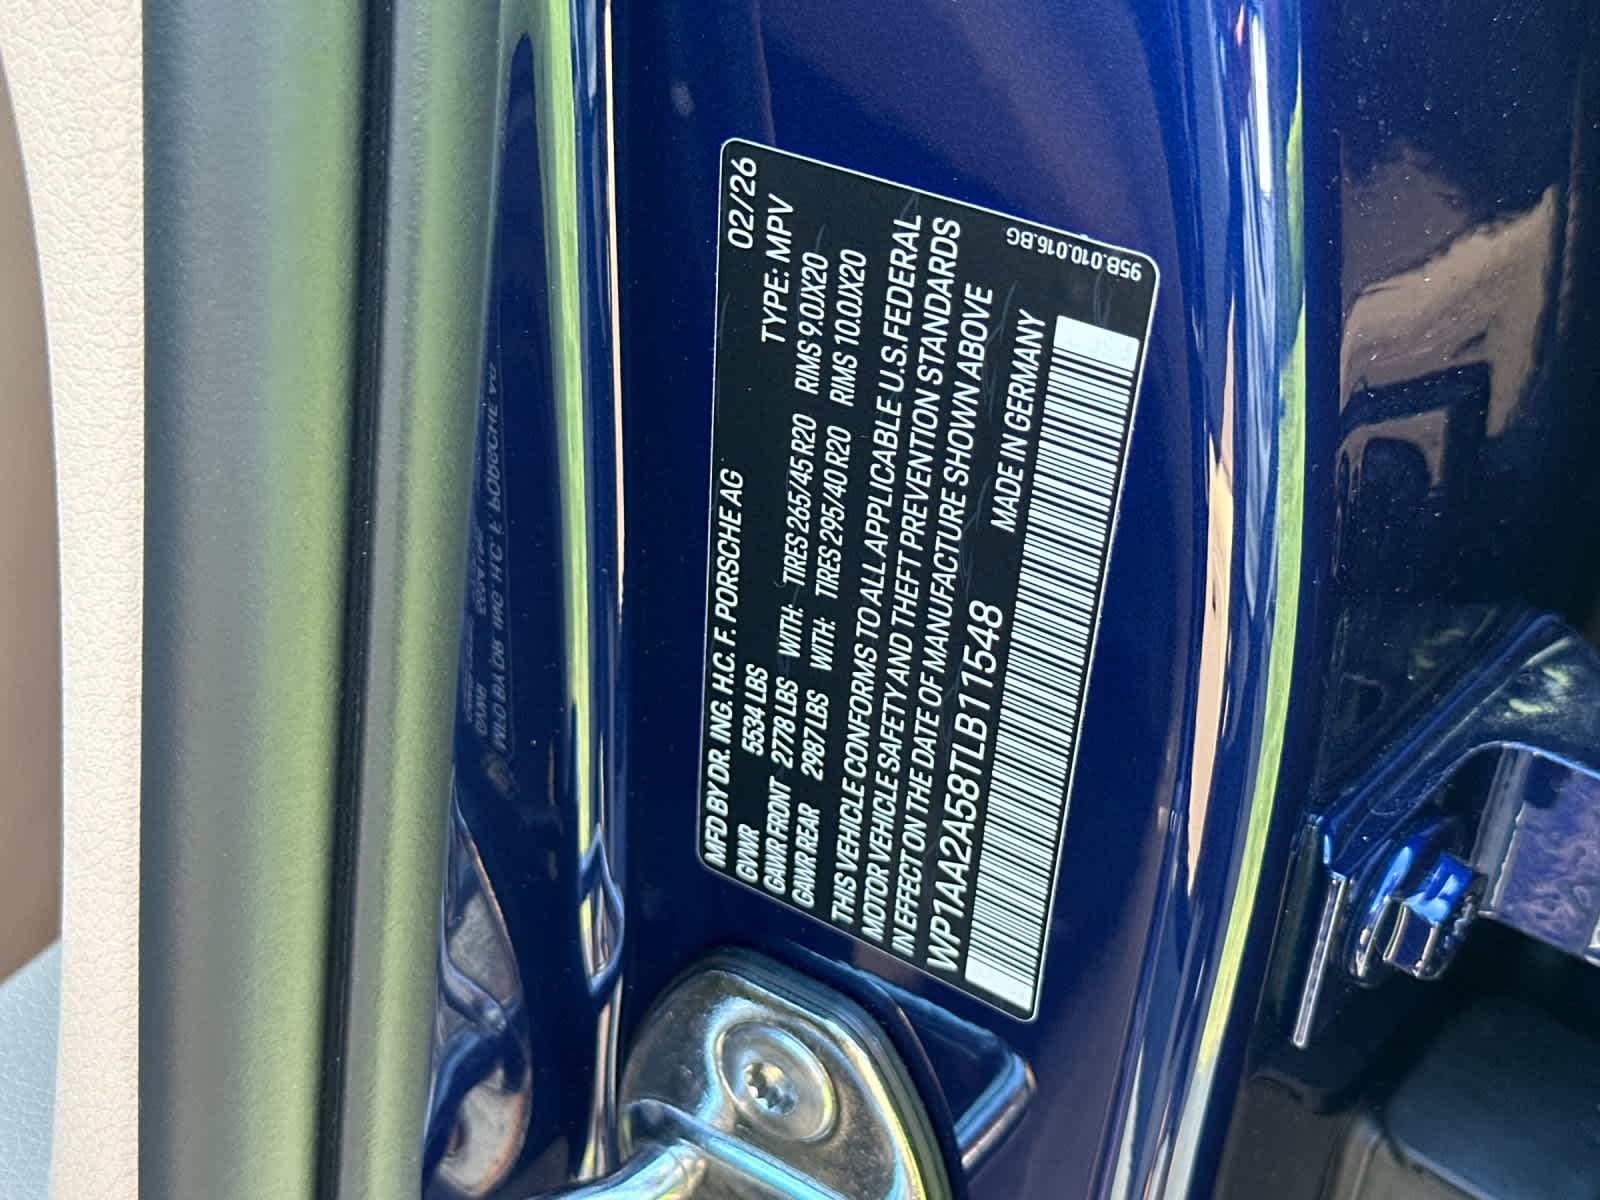 MFD BY DR. ING. H.C. F. PORSCHE AG 02/26
GVWR 5534 LBS TYPE: MPV
GAWR FRONT 2778 LBS WITH: TIRES 265/45 R20 RIMS 9.0JX20
GAWR REAR 2987 LBS WITH: TIRES 295/40 R20 RIMS 10.0JX20
THIS VEHICLE CONFORMS TO ALL APPLICABLE U.S. FEDERAL
MOTOR VEHICLE SAFETY AND THEFT PREVENTION STANDARDS
IN EFFECT ON THE DATE OF MANUFACTURE SHOWN ABOVE
WP1AA2A58TLB11548 MADE IN GERMANY
95B.010.016.BG